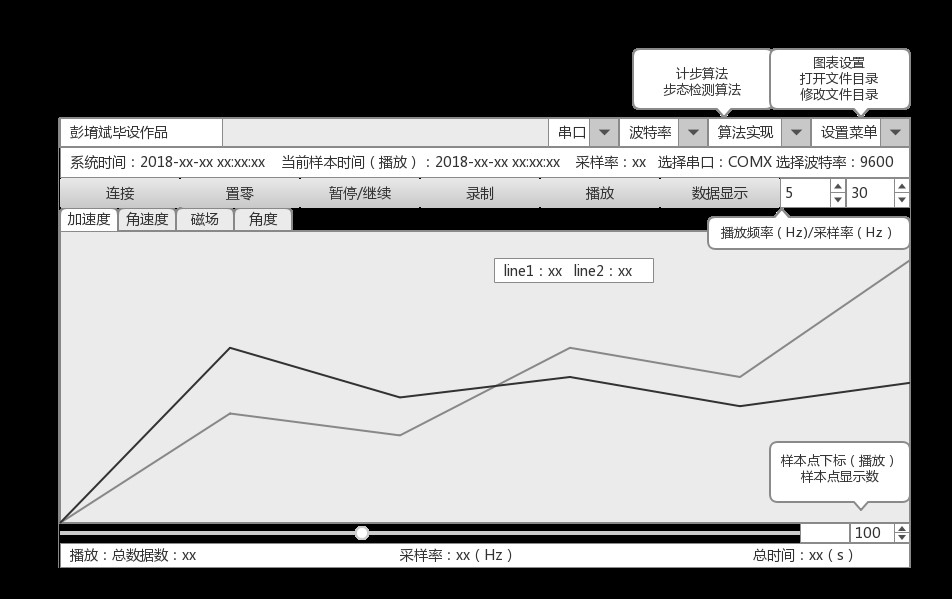 计步算法
步态检测算法
图表设置
打开文件目录
修改文件目录
彭堉斌毕设作品
串口
波特率
算法实现
设置菜单
系统时间：2018-xx-xx xx:xx:xx 当前样本时间（播放）：2018-xx-xx xx:xx:xx 采样率：xx 选择串口：COMX 选择波特率：9600
连接
置零
暂停/继续
录制
播放
数据显示
5
30
加速度
角速度
磁场
角度
播放频率（Hz)/采样率（Hz）
line1：xx line2：xx
样本点下标（播放）
样本点显示数
100
播放：总数据数：xx
采样率：xx（Hz）
总时间：xx（s）